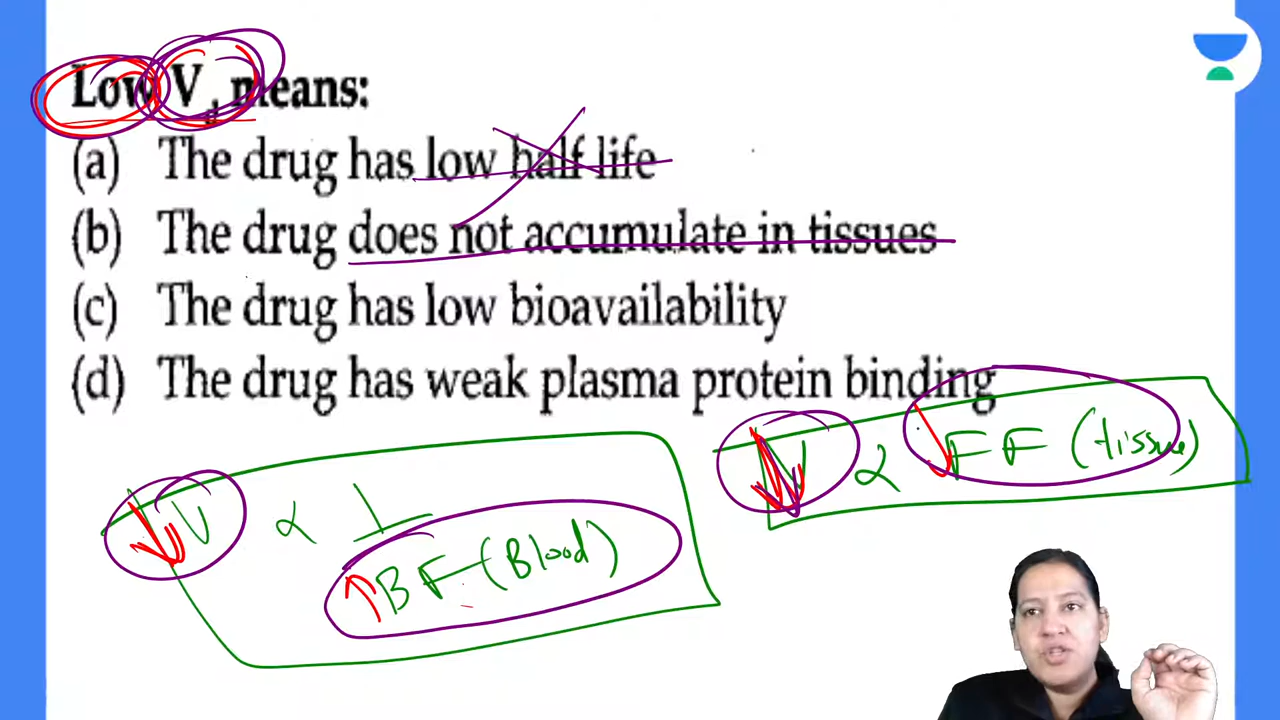 Low Vd means:
(a) The drug has low half life
(b) The drug does not accumulate in tissues
(c) The drug has low bioavailability
(d) The drug has weak plasma protein binding
↓V ∝ 1
↑BF (Blood)
↓V ∝ ↓FF (tissue)